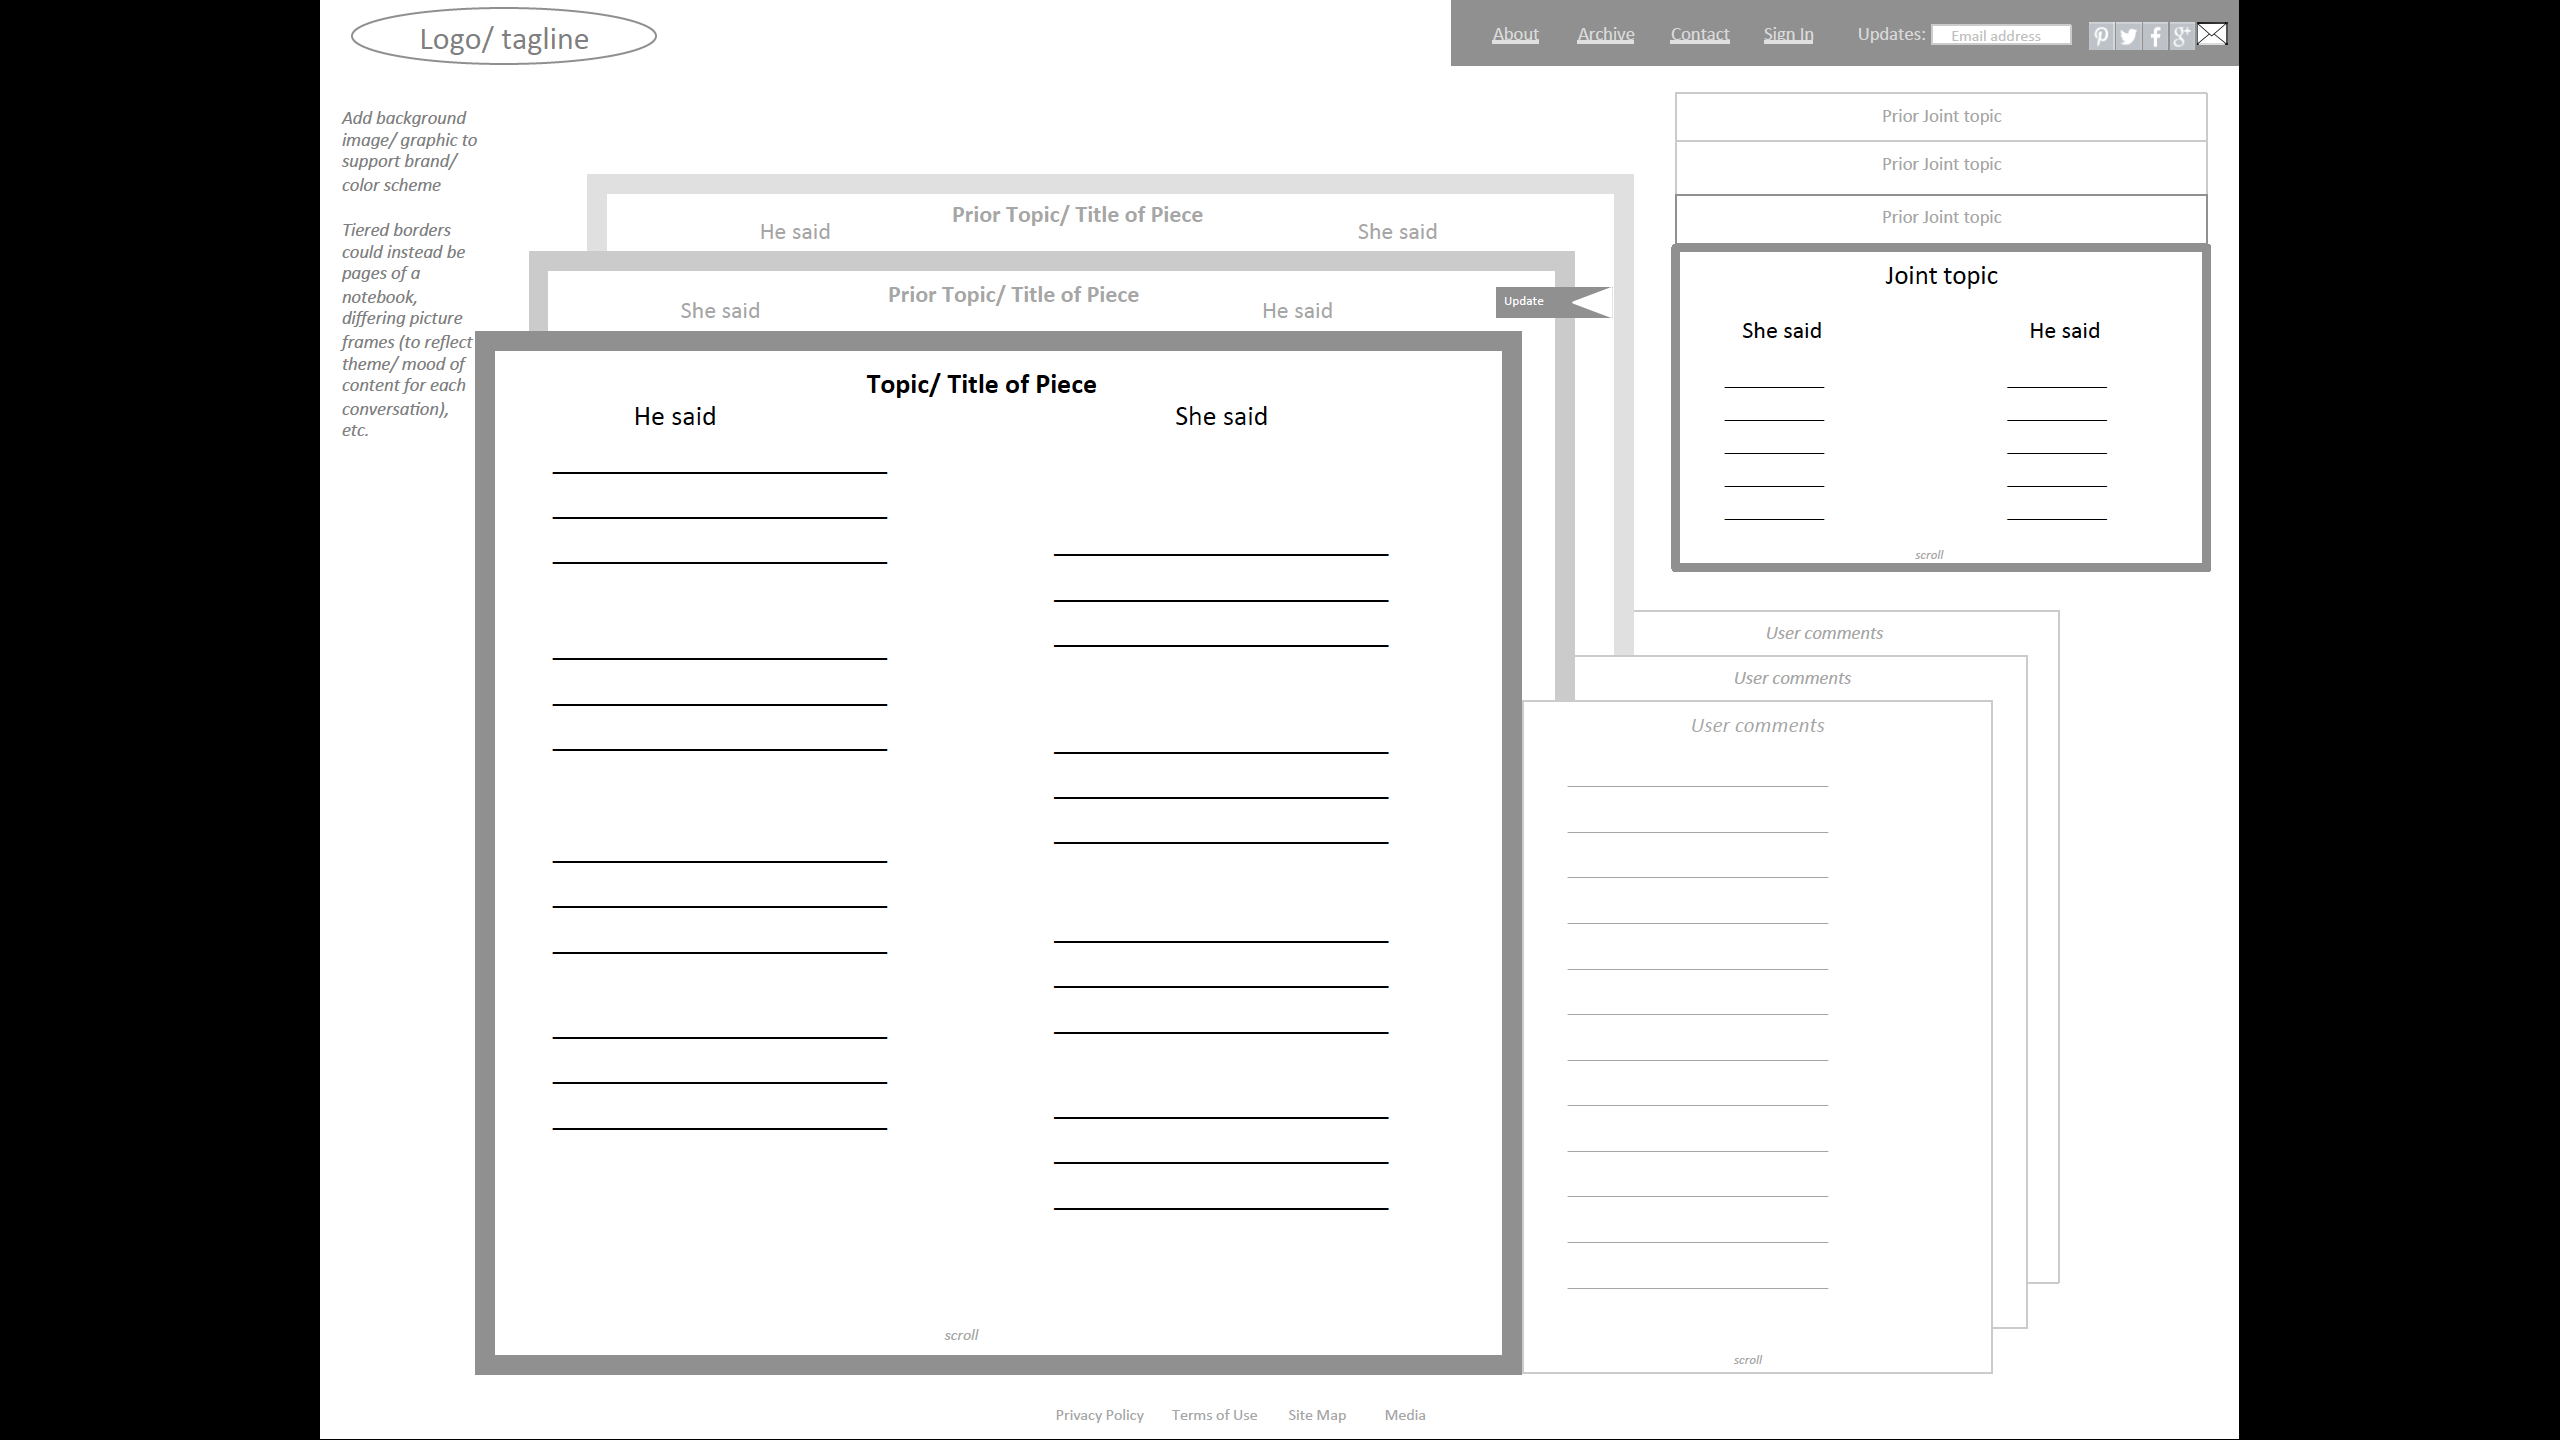 Logo/ tagline
About Archive Contact Sign In Updates: Email address
Add background
image/ graphic to
support brand/
color scheme
Tiered borders
could instead be
pages of a
notebook,
differing picture
frames (to reflect
theme/ mood of
content for each
conversation),
etc.
Prior Topic/ Title of Piece
He said She said
Prior Topic/ Title of Piece
She said He said
Update
Topic/ Title of Piece
He said She said
scroll
Prior Joint topic
Prior Joint topic
Prior Joint topic
Joint topic
She said He said
scroll
User comments
User comments
User comments
scroll
Privacy Policy Terms of Use Site Map Media